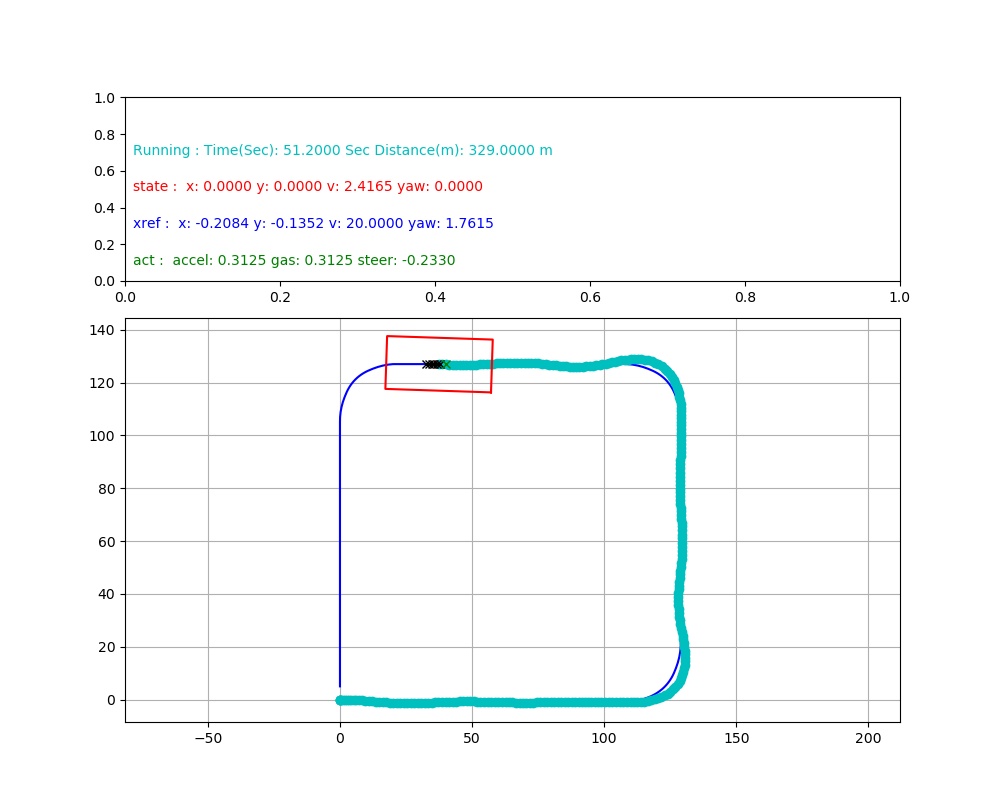 1.0
0.8
Running : Time(Sec): 51.2000 Sec Distance(m): 329.0000 m
0.6
state :  x: 0.0000 y: 0.0000 v: 2.4165 yaw: 0.0000
0.4
xref :  x: -0.2084 y: -0.1352 v: 20.0000 yaw: 1.7615
0.2
act :  accel: 0.3125 gas: 0.3125 steer: -0.2330
0.0
0.0 0.2 0.4 0.6 0.8 1.0
140
120
100
80
60
40
20
0
−50 0 50 100 150 200